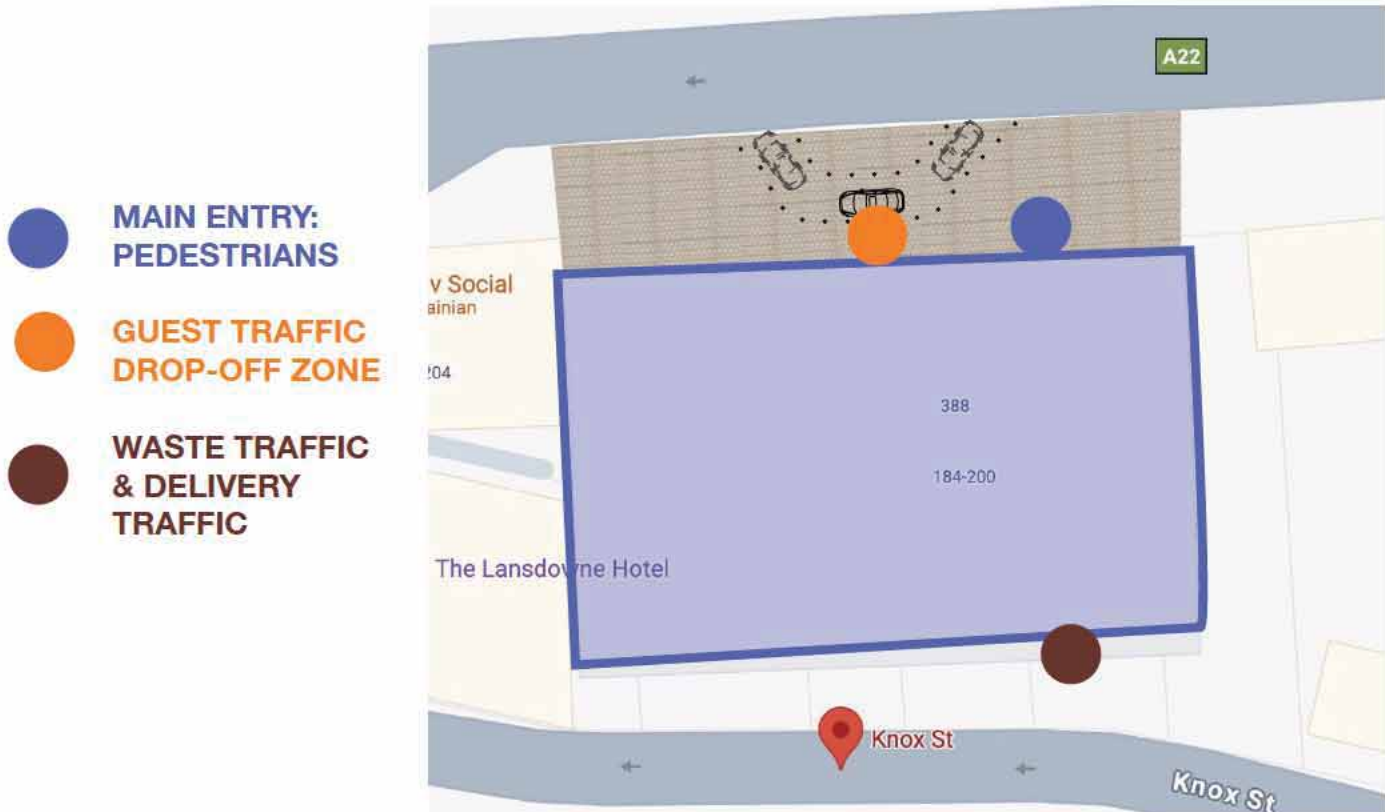 MAIN ENTRY:
PEDESTRIANS
GUEST TRAFFIC
DROP-OFF ZONE
WASTE TRAFFIC
& DELIVERY
TRAFFIC
A22
v Social
ainian
204
388
184-200
The Lansdowne Hotel
Knox St
Knox St